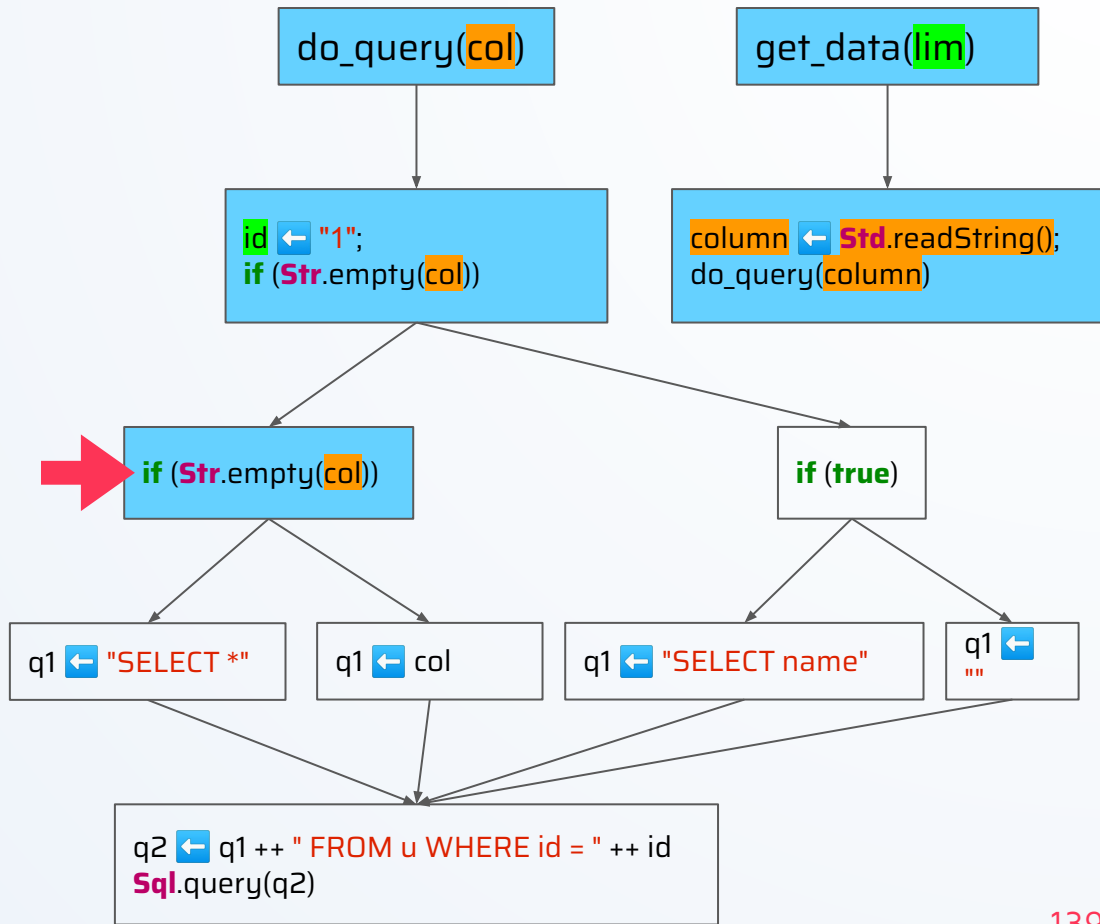 do_query(col)
get_data(lim)
id ⬅ "1";
if (Str.empty(col))
column ⬅ Std.readString();
do_query(column)
if (Str.empty(col))
if (true)
q1 ⬅ "SELECT *"
q1 ⬅ col
q1 ⬅ "SELECT name"
q1 ⬅
""
q2 ⬅ q1 ++ " FROM u WHERE id = " ++ id
Sql.query(q2)